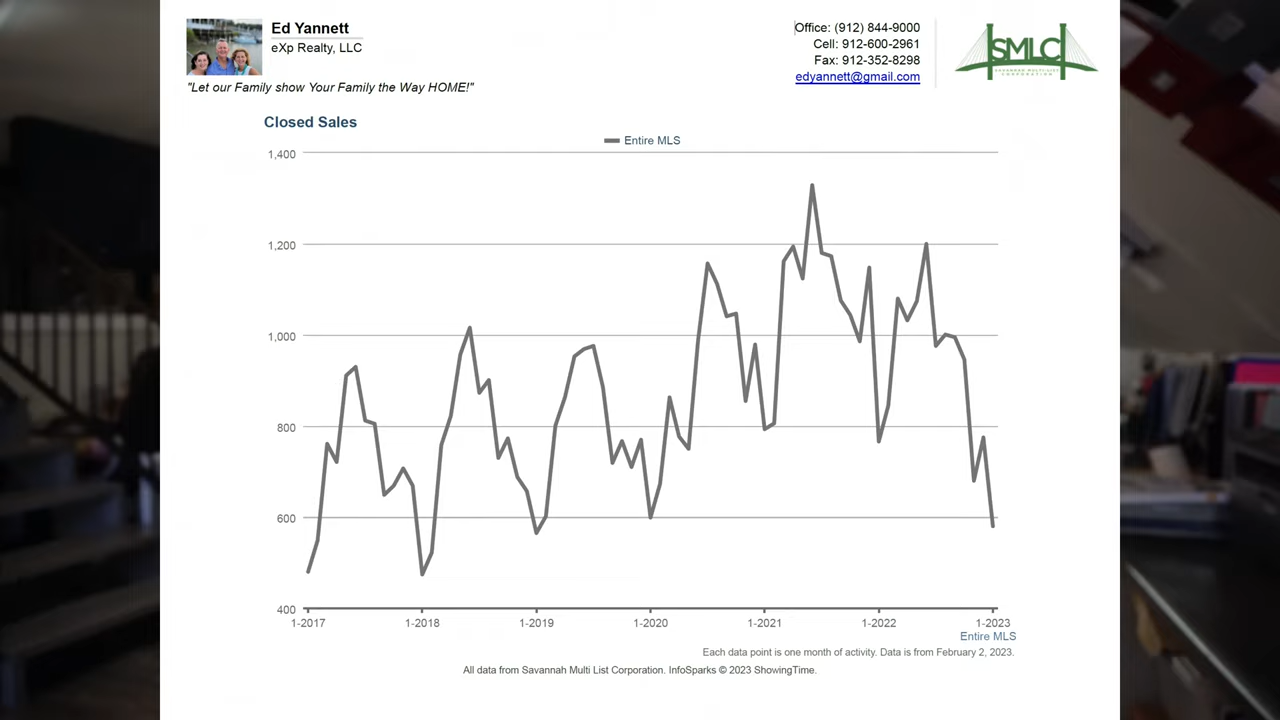 Ed Yannett
eXp Realty, LLC
"Let our Family show Your Family the Way HOME!"
Office: (912) 844-9000
Cell: 912-600-2961
Fax: 912-352-8298
edyannett@gmail.com
SMLC
SAVANNAH MULTI-LIST
CORPORATION
Closed Sales
Entire MLS
1,400
1,200
1,000
800
600
400
1-2017 1-2018 1-2019 1-2020 1-2021 1-2022 1-2023
Entire MLS
Each data point is one month of activity. Data is from February 2, 2023.
All data from Savannah Multi List Corporation. InfoSparks © 2023 ShowingTime.